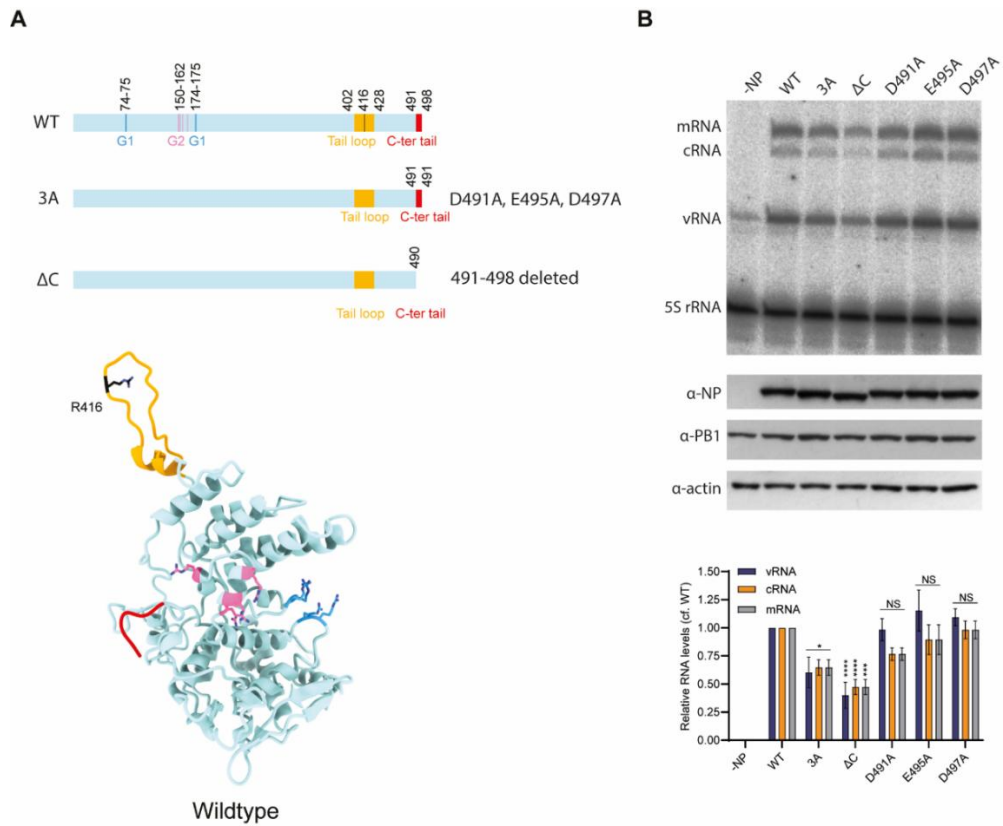 A
74-75
150-162
174-175
402
416
428
491
498
WT
G1
G2
G1
Tail loop
C-ter tail
491
491
3A
D491A, E495A, D497A
Tail loop
C-ter tail
490
ΔC
491-498 deleted
Tail loop
C-ter tail
R416
Wildtype
B
-NP
WT
3A
ΔC
D491A
E495A
D497A
mRNA
cRNA
vRNA
5S rRNA
α-NP
α-PB1
α-actin
Relative RNA levels (cf. WT)
1.50
1.25
1.00
0.75
0.50
0.25
0.00
vRNA
cRNA
mRNA
*
****
****
***
NS
NS
NS
-NP
WT
3A
ΔC
D491A
E495A
D497A